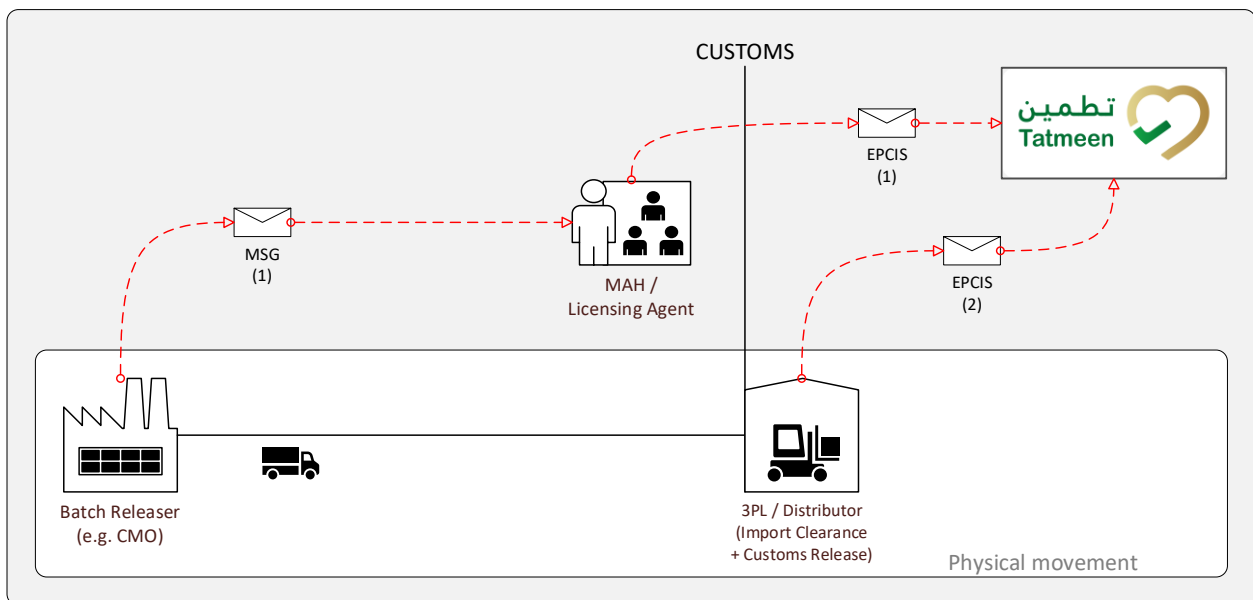 CUSTOMS
تطمين
Tatmeen
EPCIS
(1)
MSG
(1)
EPCIS
(2)
MAH /
Licensing Agent
Batch Releaser
(e.g. CMO)
3PL / Distributor
(Import Clearance
+ Customs Release)
Physical movement